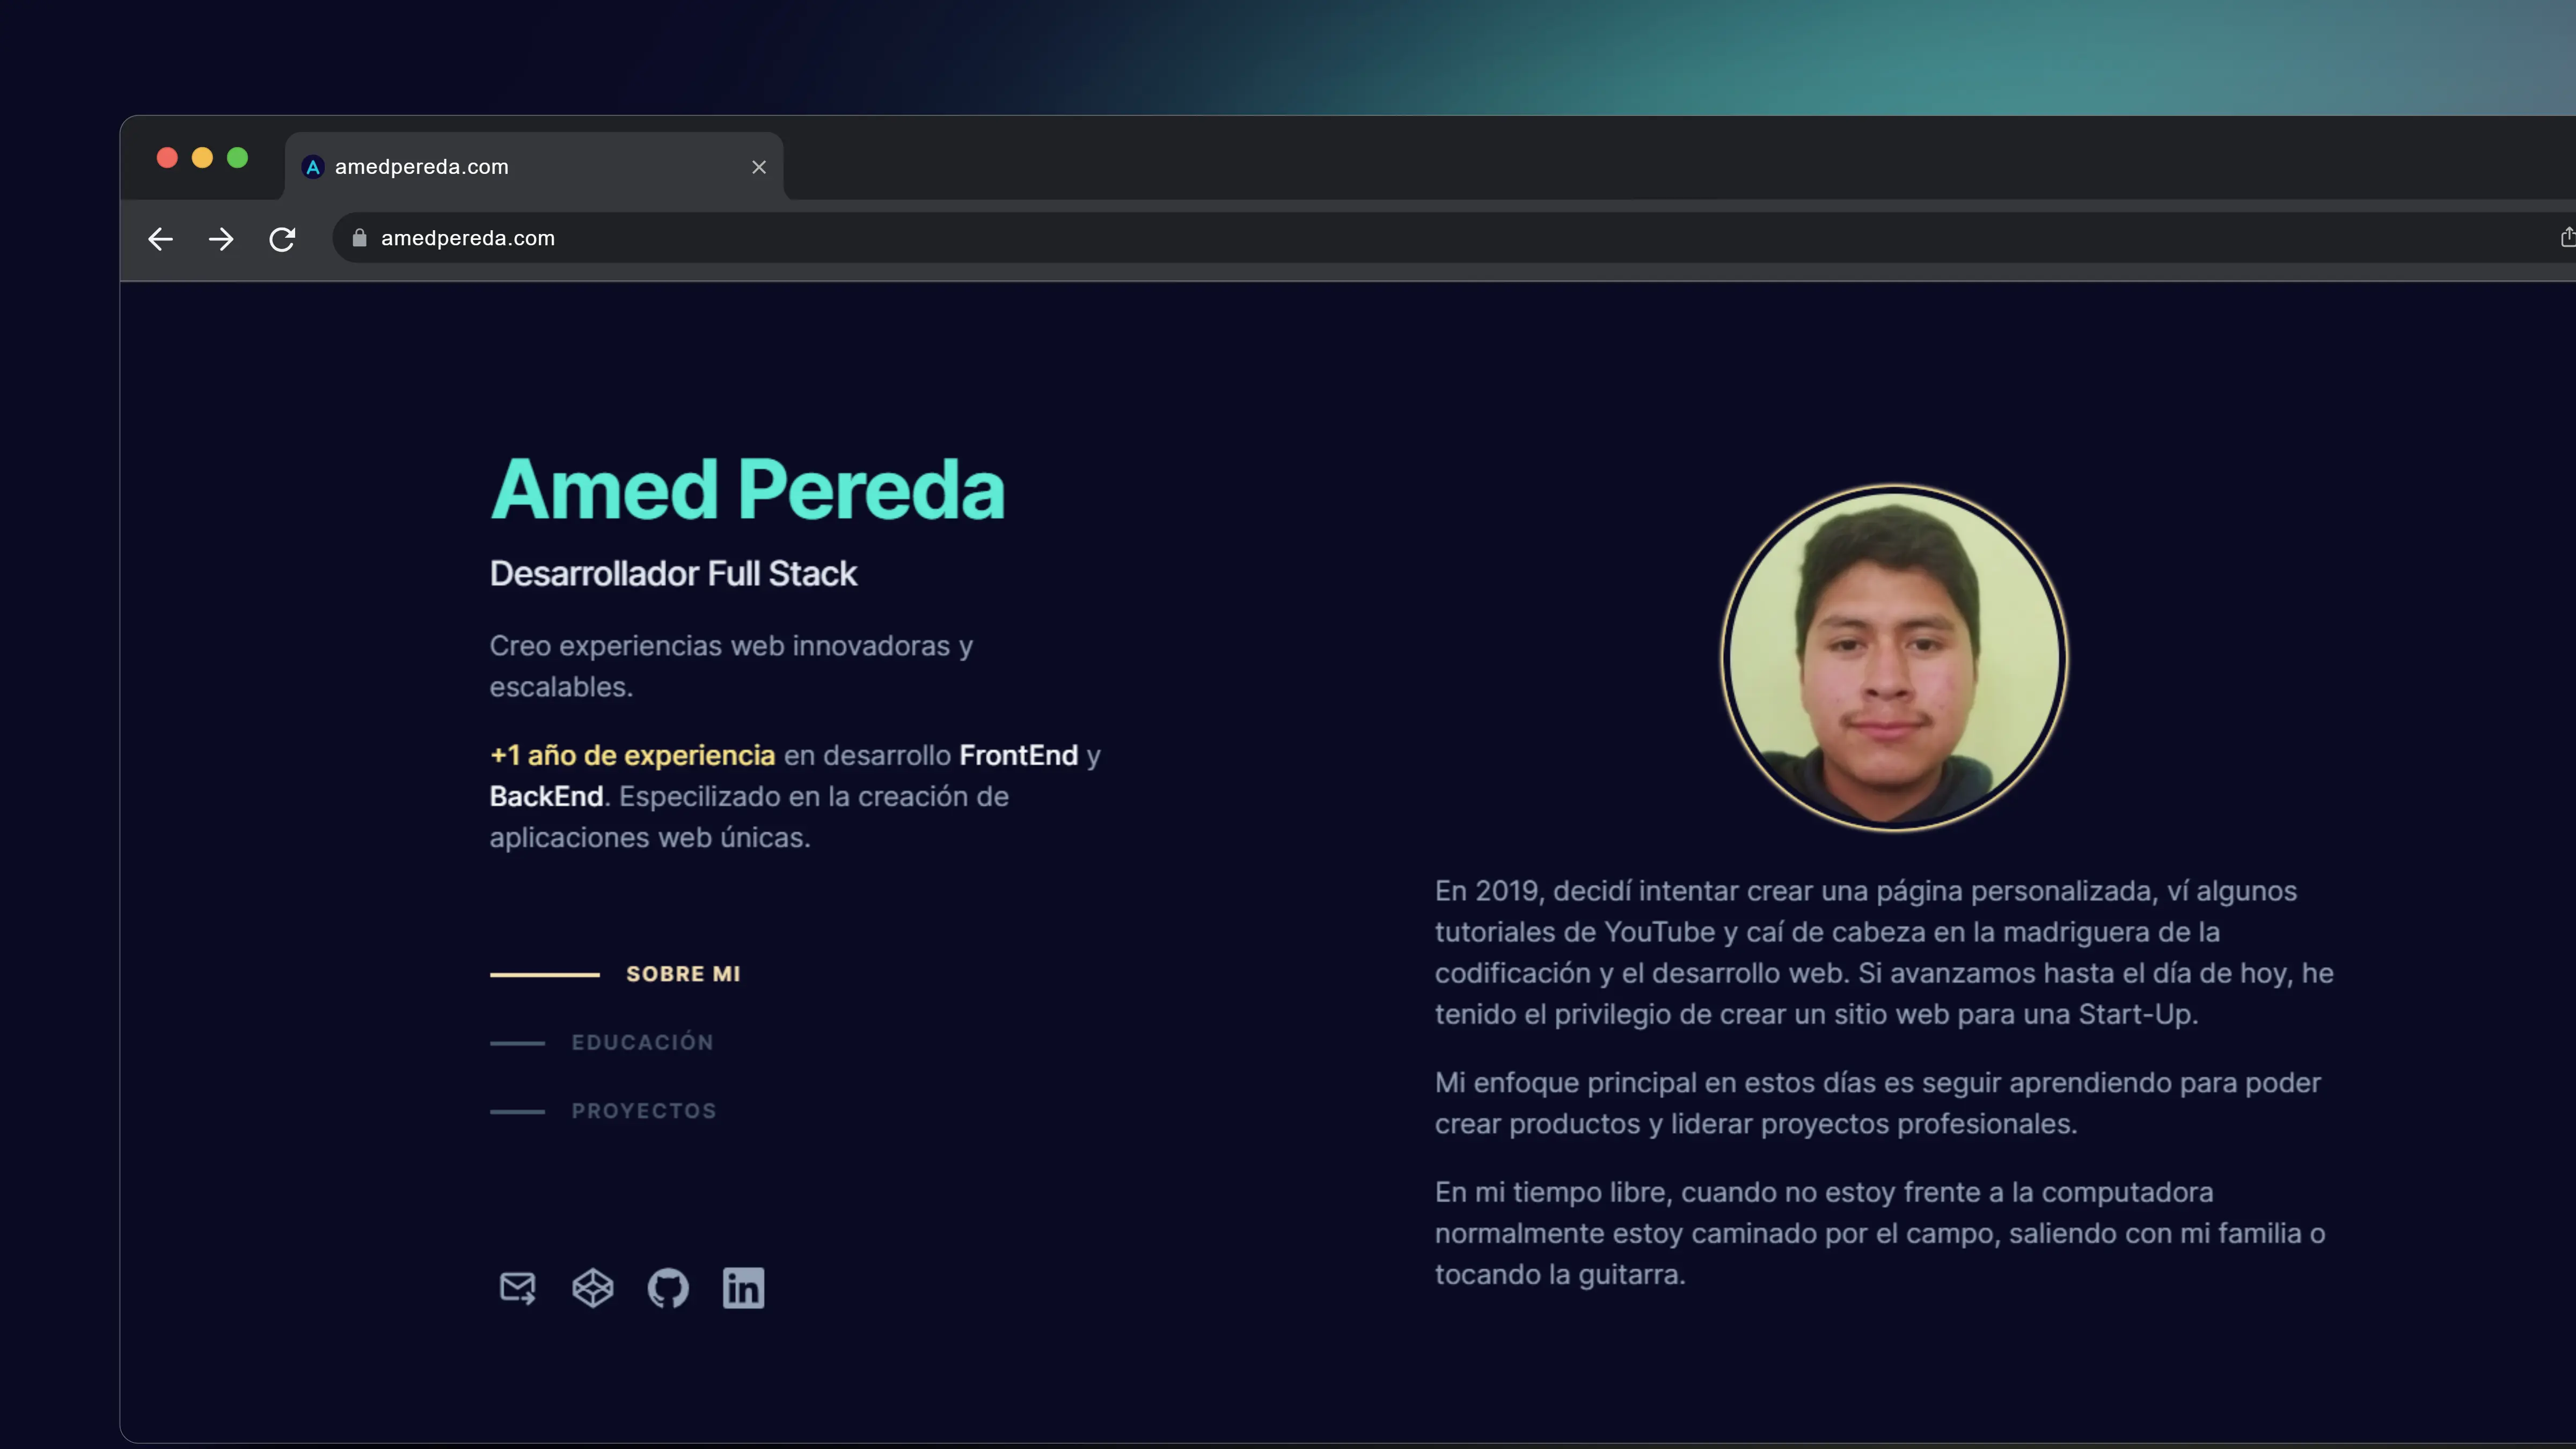 amedpereda.com
amedpereda.com
Amed Pereda
Desarrollador Full Stack
Creo experiencias web innovadoras y
escalables.
+1 año de experiencia en desarrollo FrontEnd y
BackEnd. Especilizado en la creación de
aplicaciones web únicas.
SOBRE MI
EDUCACIÓN
PROYECTOS
En 2019, decidí intentar crear una página personalizada, ví algunos
tutoriales de YouTube y caí de cabeza en la madriguera de la
codificación y el desarrollo web. Si avanzamos hasta el día de hoy, he
tenido el privilegio de crear un sitio web para una Start-Up.
Mi enfoque principal en estos días es seguir aprendiendo para poder
crear productos y liderar proyectos profesionales.
En mi tiempo libre, cuando no estoy frente a la computadora
normalmente estoy caminado por el campo, saliendo con mi familia o
tocando la guitarra.